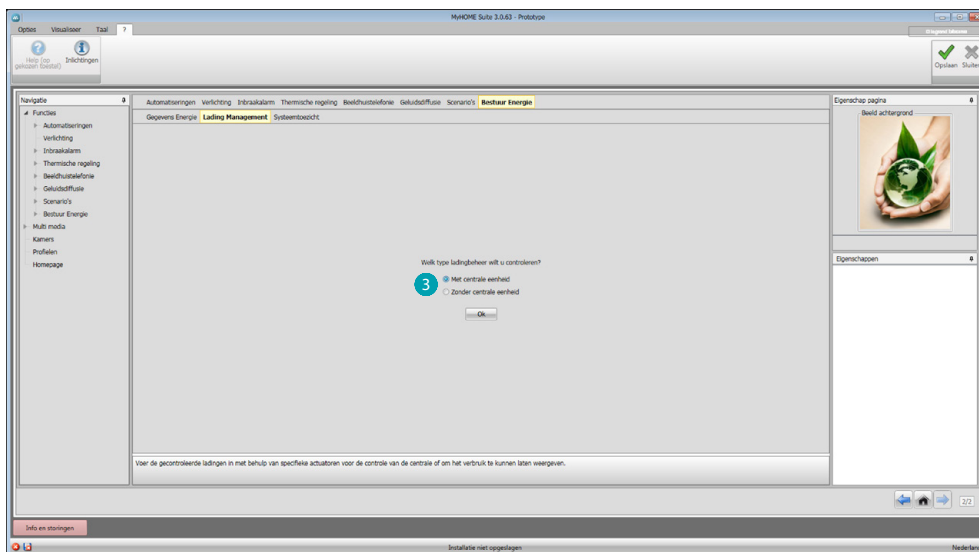 MyHOME Suite 3.0.63 - Prototype
Opties Visualiseer Taal ?
Help (op gekozen toestel)
Inlichtingen
Opslaan Sluiten
Navigatie
Functies
Automatiseringen
Verlichting
Inbraakalarm
Thermische regeling
Beeldhuistelefonie
Geluidsdiffusie
Scenario's
Bestuur Energie
Multi media
Kamers
Profielen
Homepage
Automatiseringen Verlichting Inbraakalarm Thermische regeling Beeldhuistelefonie Geluidsdiffusie Scenario's Bestuur Energie
Gegevens Energie Lading Management Systeemtoezicht
Welk type ladingbeheer wilt u controleren?
3
Met centrale eenheid
Zonder centrale eenheid
Ok
Voer de gecontroleerde ladingen in met behulp van specifieke actuatoren voor de controle van de centrale of om het verbruik te kunnen laten weergeven.
Eigenschap pagina
Beeld achtergrond
Eigenschappen
2/2
Info en storingen
Installatie niet opgeslagen
Nederlan